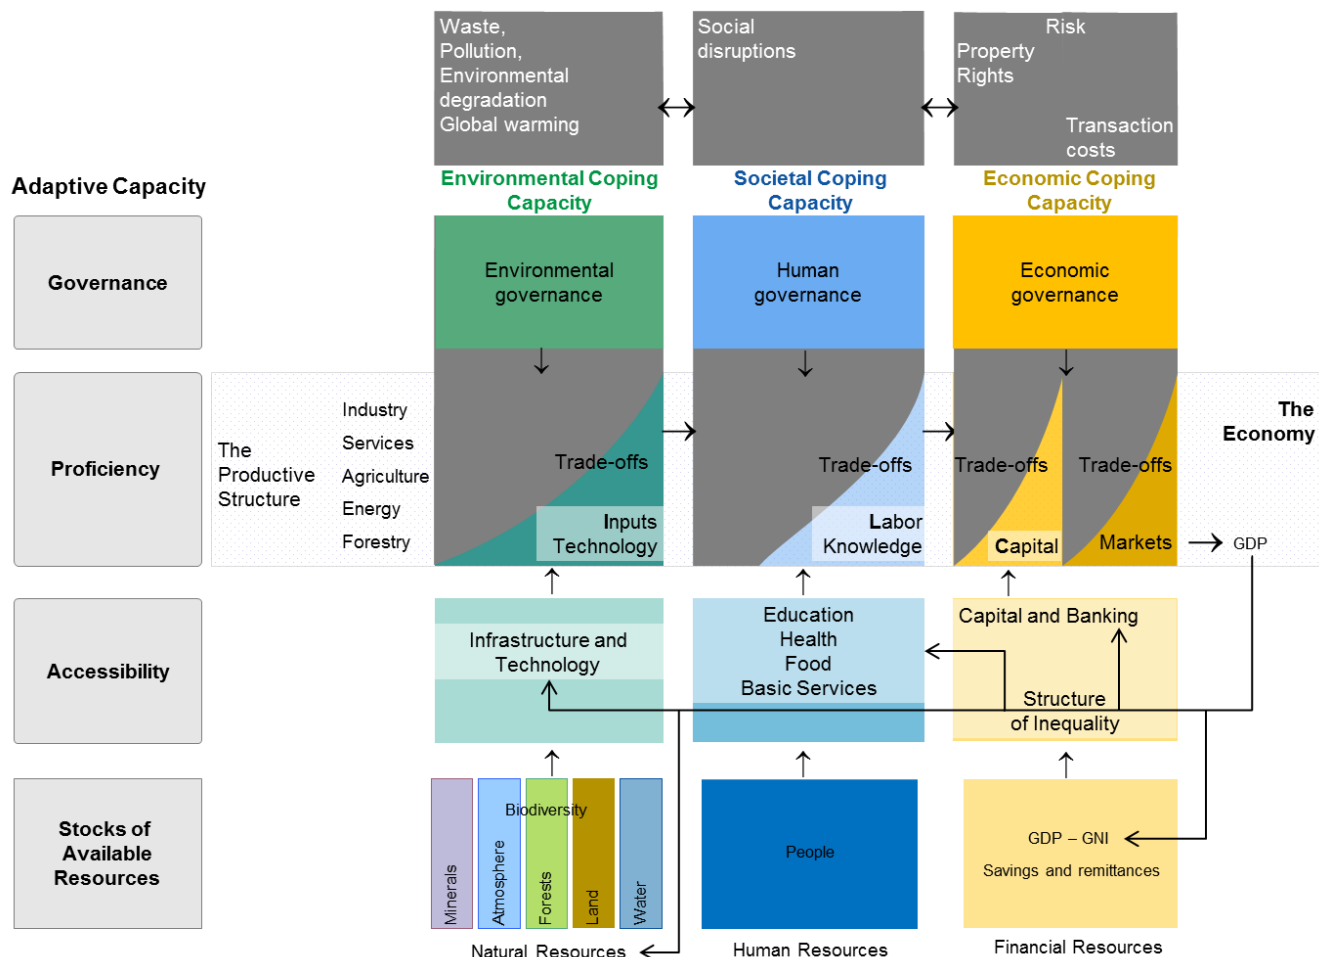 Waste,
Pollution,
Environmental
degradation
Global warming
Social
disruptions
Risk
Property
Rights
Transaction
costs
Adaptive Capacity
Environmental Coping
Capacity
Societal Coping
Capacity
Economic Coping
Capacity
Governance
Environmental
governance
Human
governance
Economic
governance
Proficiency
The
Productive
Structure
Industry
Services
Agriculture
Energy
Forestry
Trade-offs
Inputs
Technology
Trade-offs
Labor
Knowledge
Trade-offs
Capital
Trade-offs
Markets
The
Economy
GDP
Accessibility
Infrastructure and
Technology
Education
Health
Food
Basic Services
Capital and Banking
Structure
of Inequality
Stocks of
Available
Resources
Minerals
Atmosphere
Biodiversity
Forests
Land
Water
People
GDP – GNI
Savings and remittances
Natural Resources
Human Resources
Financial Resources